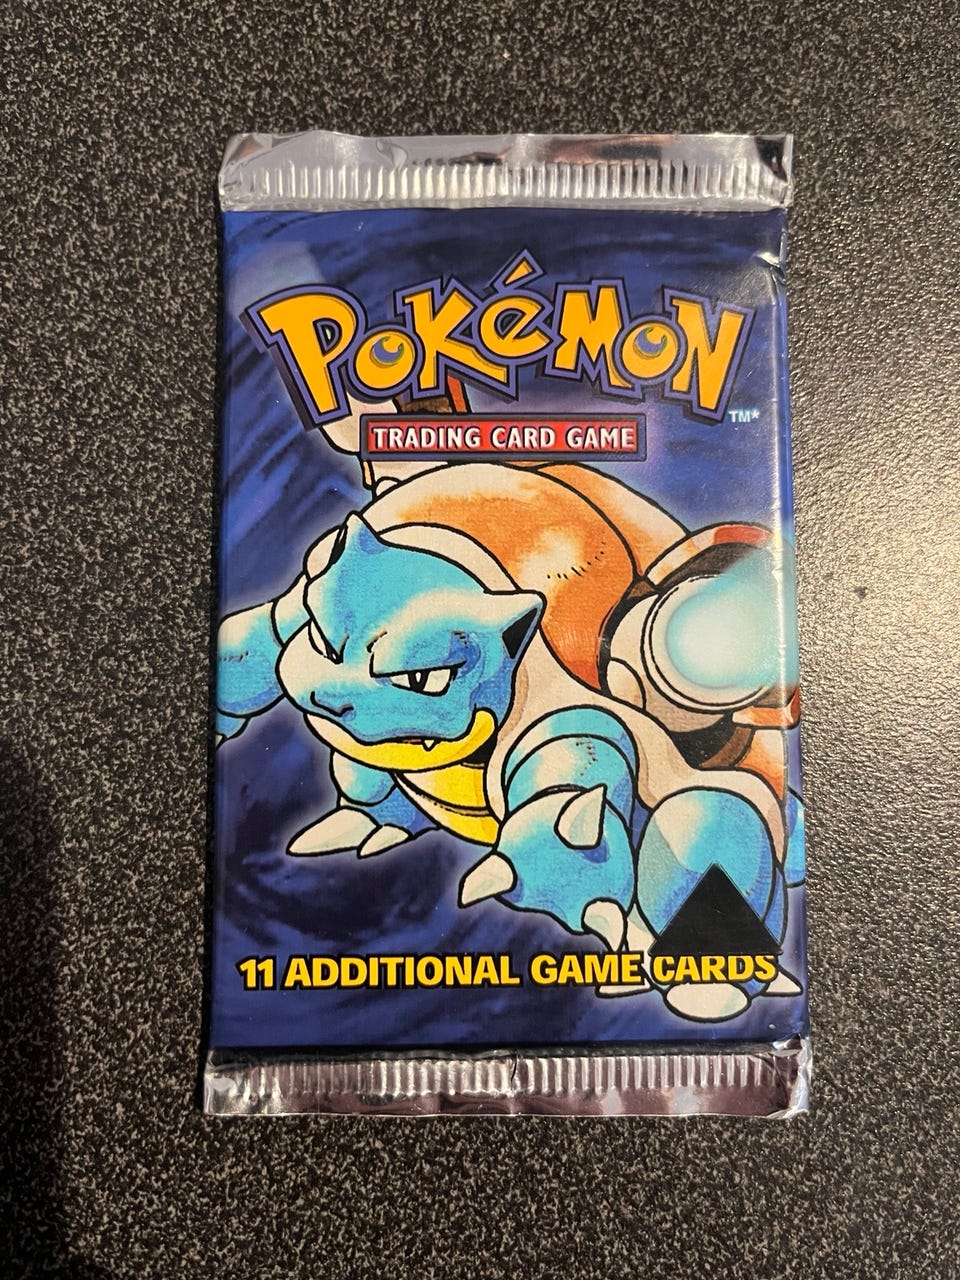 POKéMON
TM*
TRADING CARD GAME
11 ADDITIONAL GAME CARDS